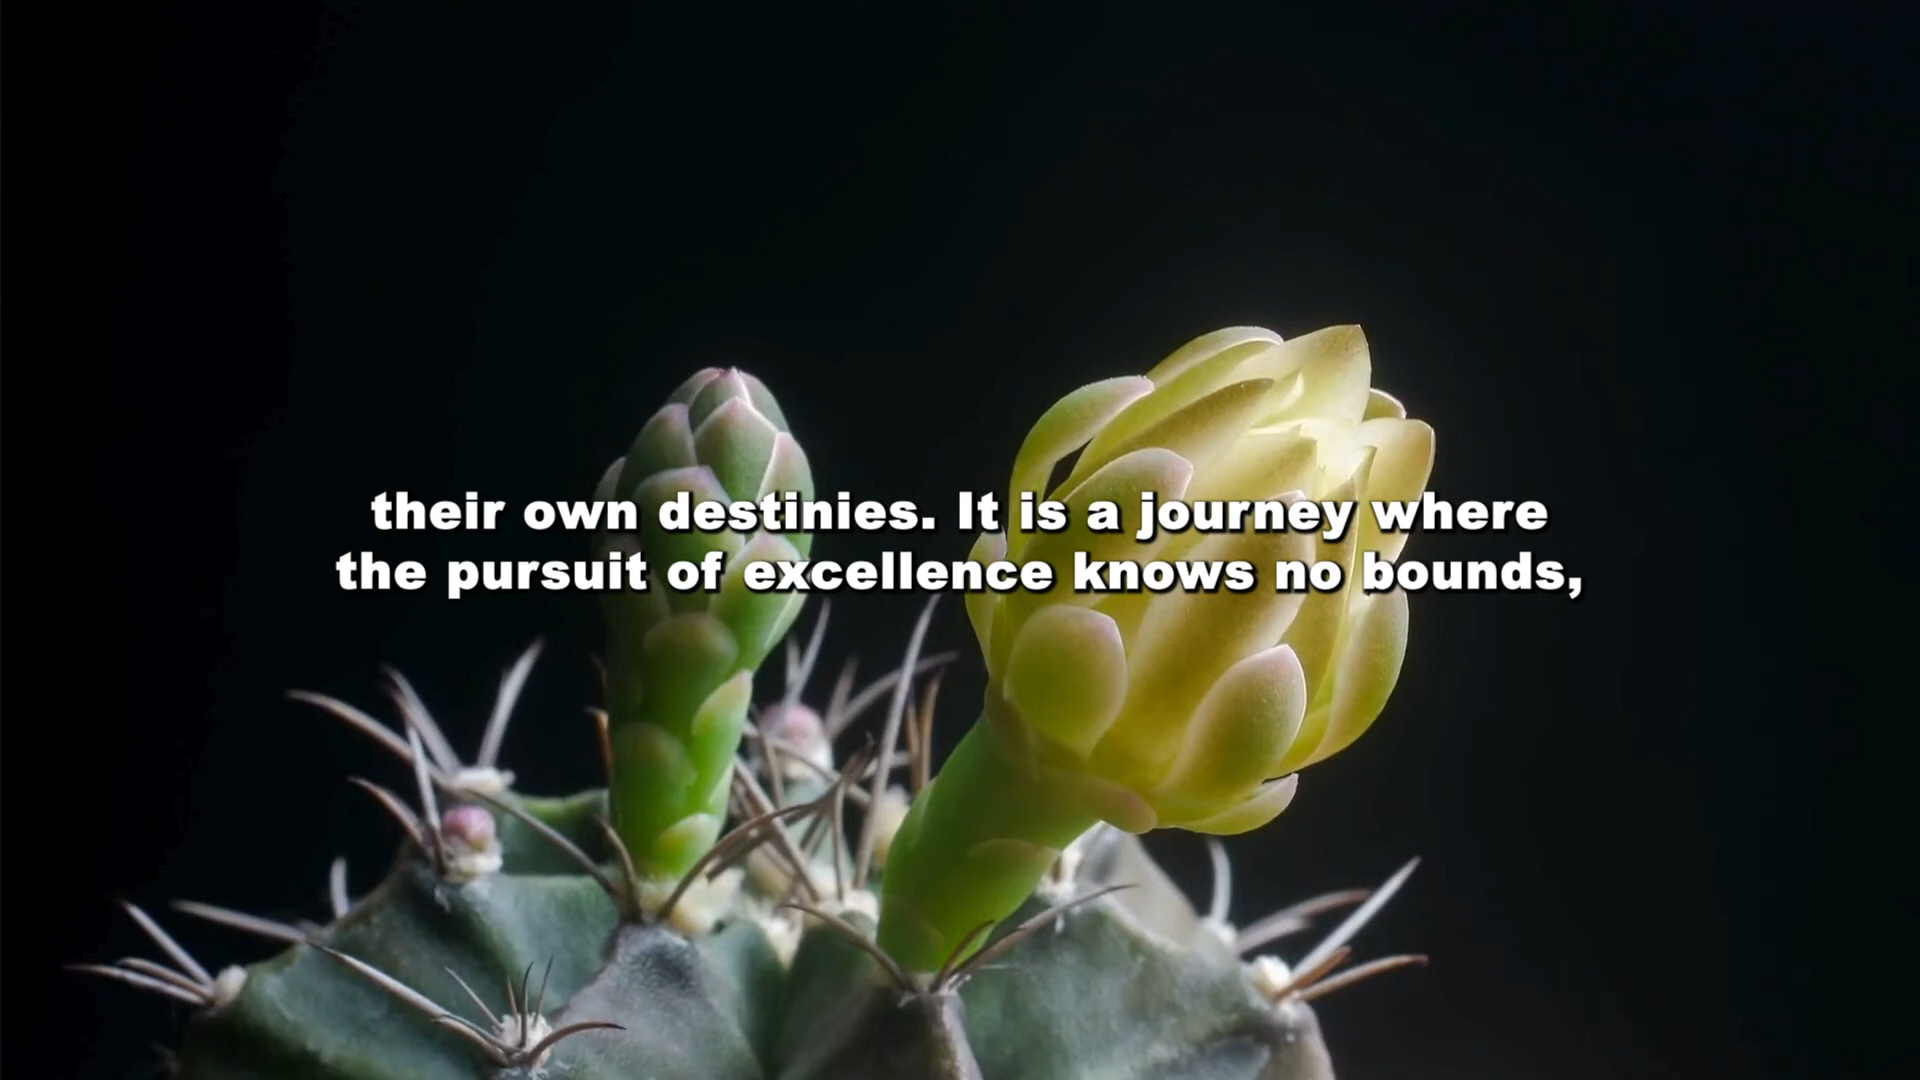 their own destinies. It is a journey where
the pursuit of excellence knows no bounds,